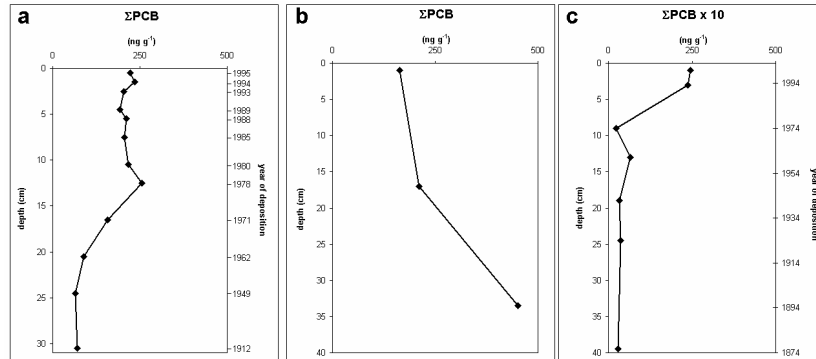 a
ΣPCB
(ng g⁻¹)
0 250 500
0
5
10
15
20
25
30
depth (cm)
1995
1994
1993
1989
1988
1985
1980
1978
1971
1962
1949
1912
year of deposition
b
ΣPCB
(ng g⁻¹)
0 250 500
0
5
10
15
20
25
30
35
40
depth (cm)
c
ΣPCB x 10
(ng g⁻¹)
0 250 500
0
5
10
15
20
25
30
35
40
depth (cm)
1994
1974
1954
1934
1914
1894
1874
year of deposition